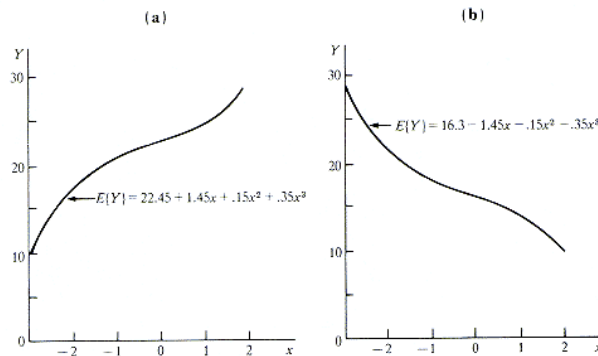 (a)
Y
30
20
10
0
-2
-1
0
1
2
x
E{Y} = 22.45 + 1.45x + .15x² + .35x³
(b)
Y
30
20
10
0
-2
-1
0
1
2
x
E{Y} = 16.3 - 1.45x - .15x² - .35x³